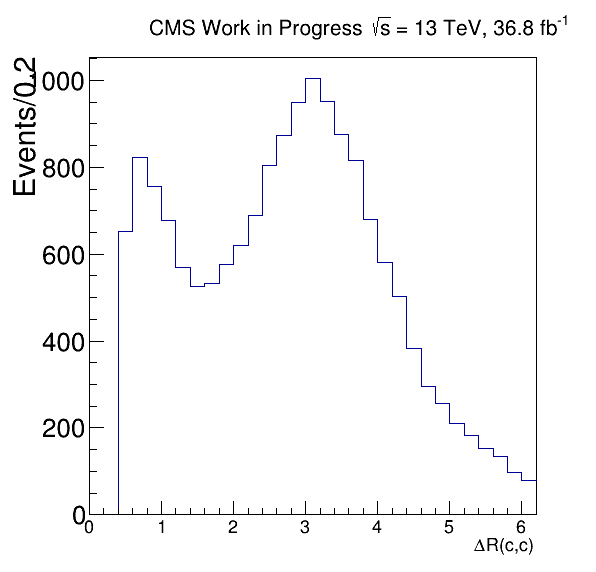 CMS Work in Progress √s = 13 TeV, 36.8 fb⁻¹
Events/0.2
1000
800
600
400
200
0
0 1 2 3 4 5 6
ΔR(c,c)